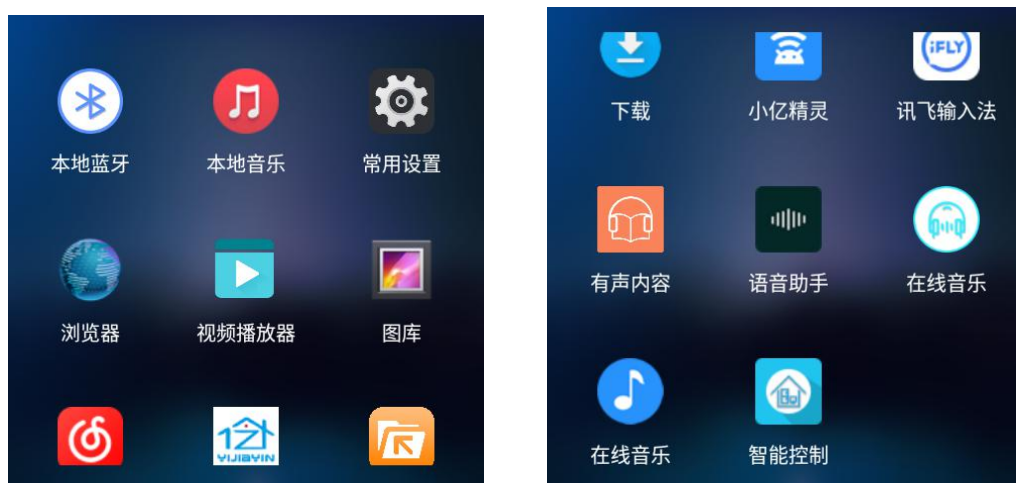 本地蓝牙 本地音乐 常用设置
浏览器 视频播放器 图库
YIJIAYIN
iFLY
下载 小亿精灵 讯飞输入法
有声内容 语音助手 在线音乐
在线音乐 智能控制